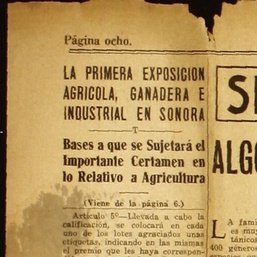 Página ocho.
LA PRIMERA EXPOSICION
AGRICOLA, GANADERA E
INDUSTRIAL EN SONORA
Bases a que se Sujetará el
Importante Certamen en
lo Relativo a Agricultura
(Viene de la página 6.)
Artículo 5º—Llevada a cabo la
calificación, se colocará en cada
uno de los lotes agraciados unas
etiquetas, indicando en las mismas
el premio que les haya correspon-
ALGO
L A fami
es muy
tánicos
400 género